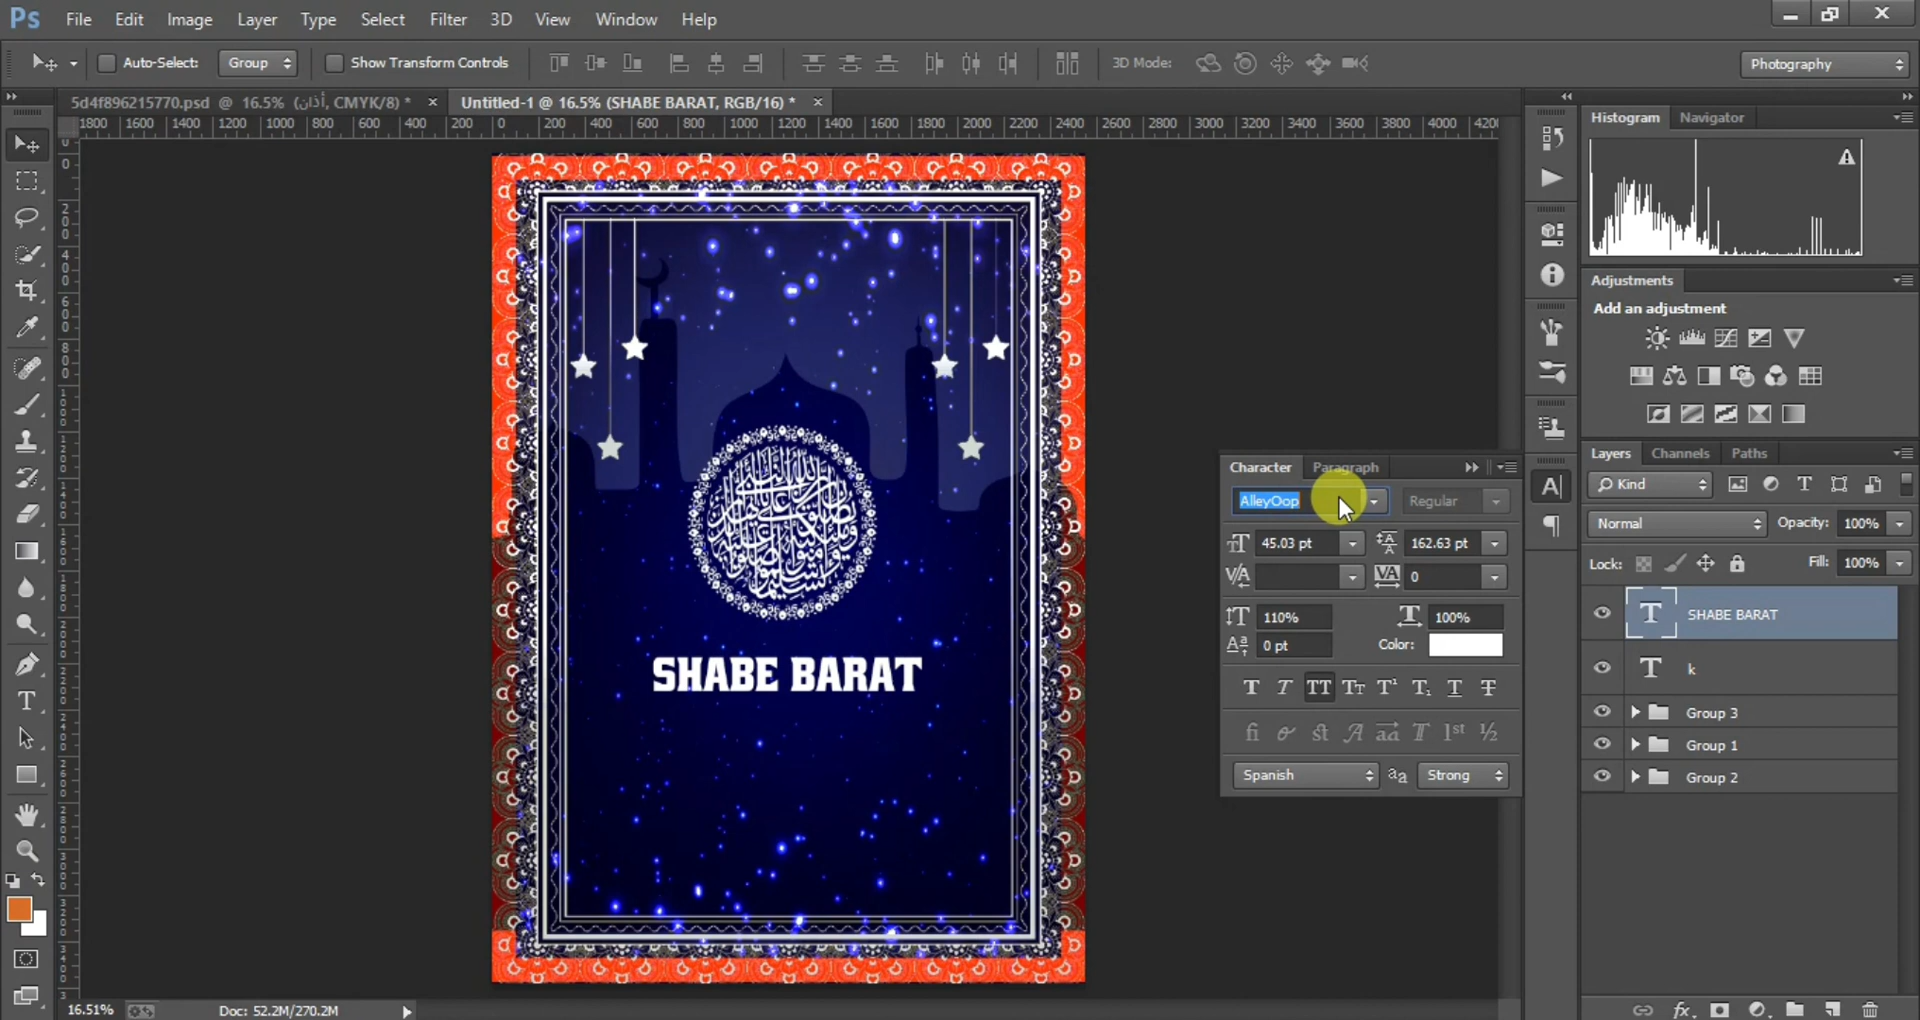 Ps File Edit Image Layer Type Select Filter 3D View Window Help
Auto-Select: Group Show Transform Controls 3D Mode: Photography
5d4f896215770.psd @ 16.5% (أذان, CMYK/8) * × Untitled-1 @ 16.5% (SHABE BARAT, RGB/16) * ×
1800 1600 1400 1200 1000 800 600 400 200 0 200 400 600 800 1000 1200 1400 1600 1800 2000 2200 2400 2600 2800 3000 3200 3400 3600 3800 4000 4200
Histogram Navigator
Adjustments
Add an adjustment
Layers Channels Paths
Kind
Normal Opacity: 100%
Lock: Fill: 100%
SHABE BARAT
k
Group 3
Group 1
Group 2
Character Paragraph
AlleyOop Regular
45.03 pt 162.63 pt
0
110% 100%
0 pt Color:
Spanish aa Strong
SHABE BARAT
16.51% Doc: 52.2M/270.2M